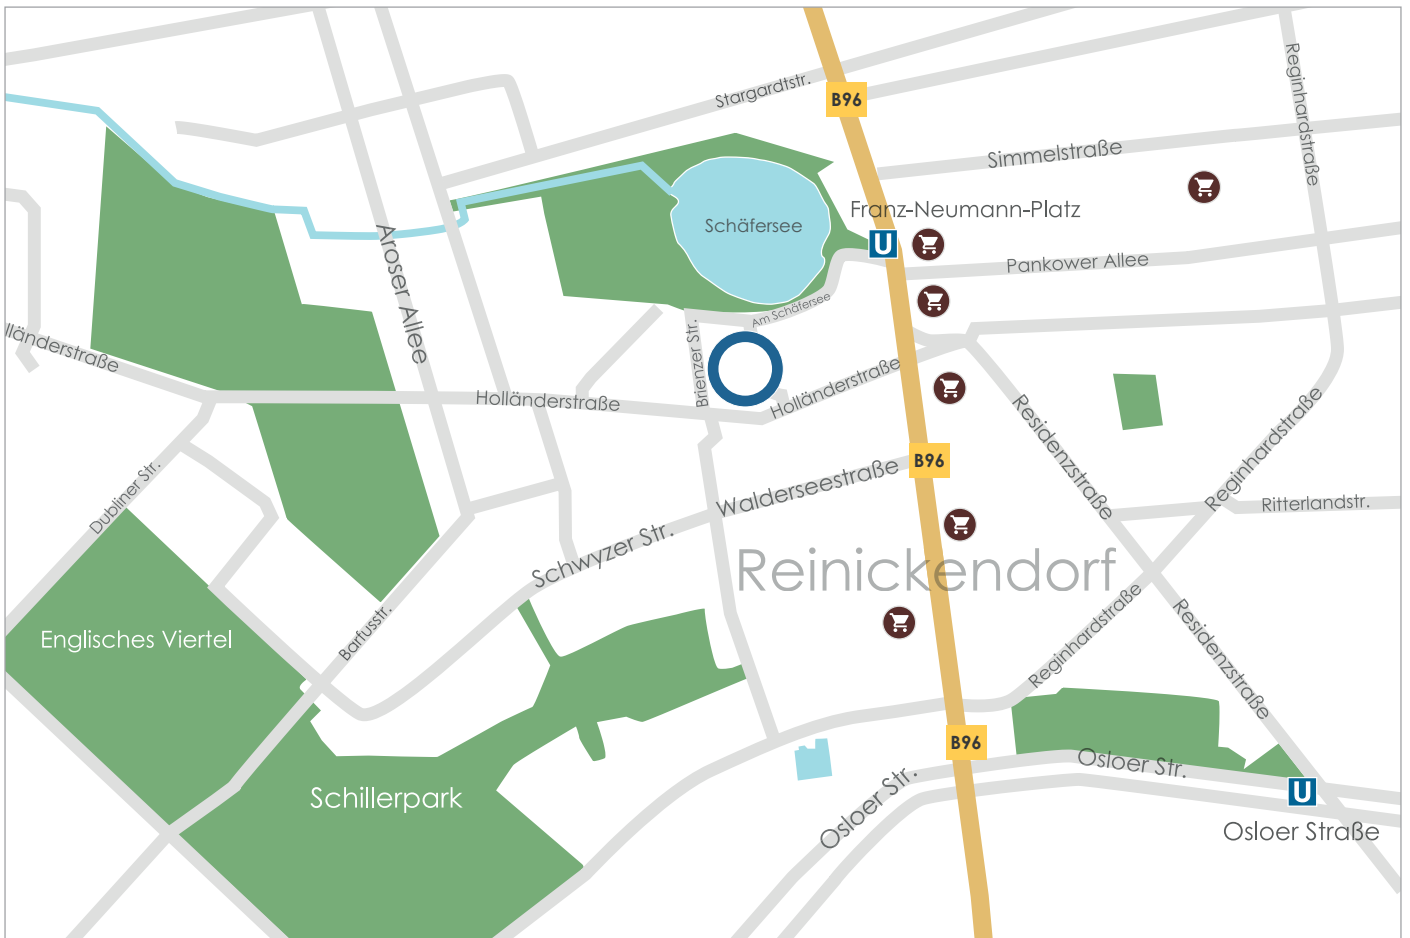 Stargardtstr.
B96
Reginhardstraße
Simmelstraße
Franz-Neumann-Platz
Schäfersee
U
Aroser Allee
Pankower Allee
Am Schäfersee
lländerstraße
Brienzer Str.
Holländerstraße
Holländerstraße
Residenzstraße
Reginhardstraße
Walderseestraße
B96
Dubliner Str.
Ritterlandstr.
Schwyzer Str.
Reinickendorf
Barfusstr.
Englisches Viertel
Reginhardstraße
Residenzstraße
B96
Osloer Str.
Schillerpark
Osloer Str.
U
Osloer Straße